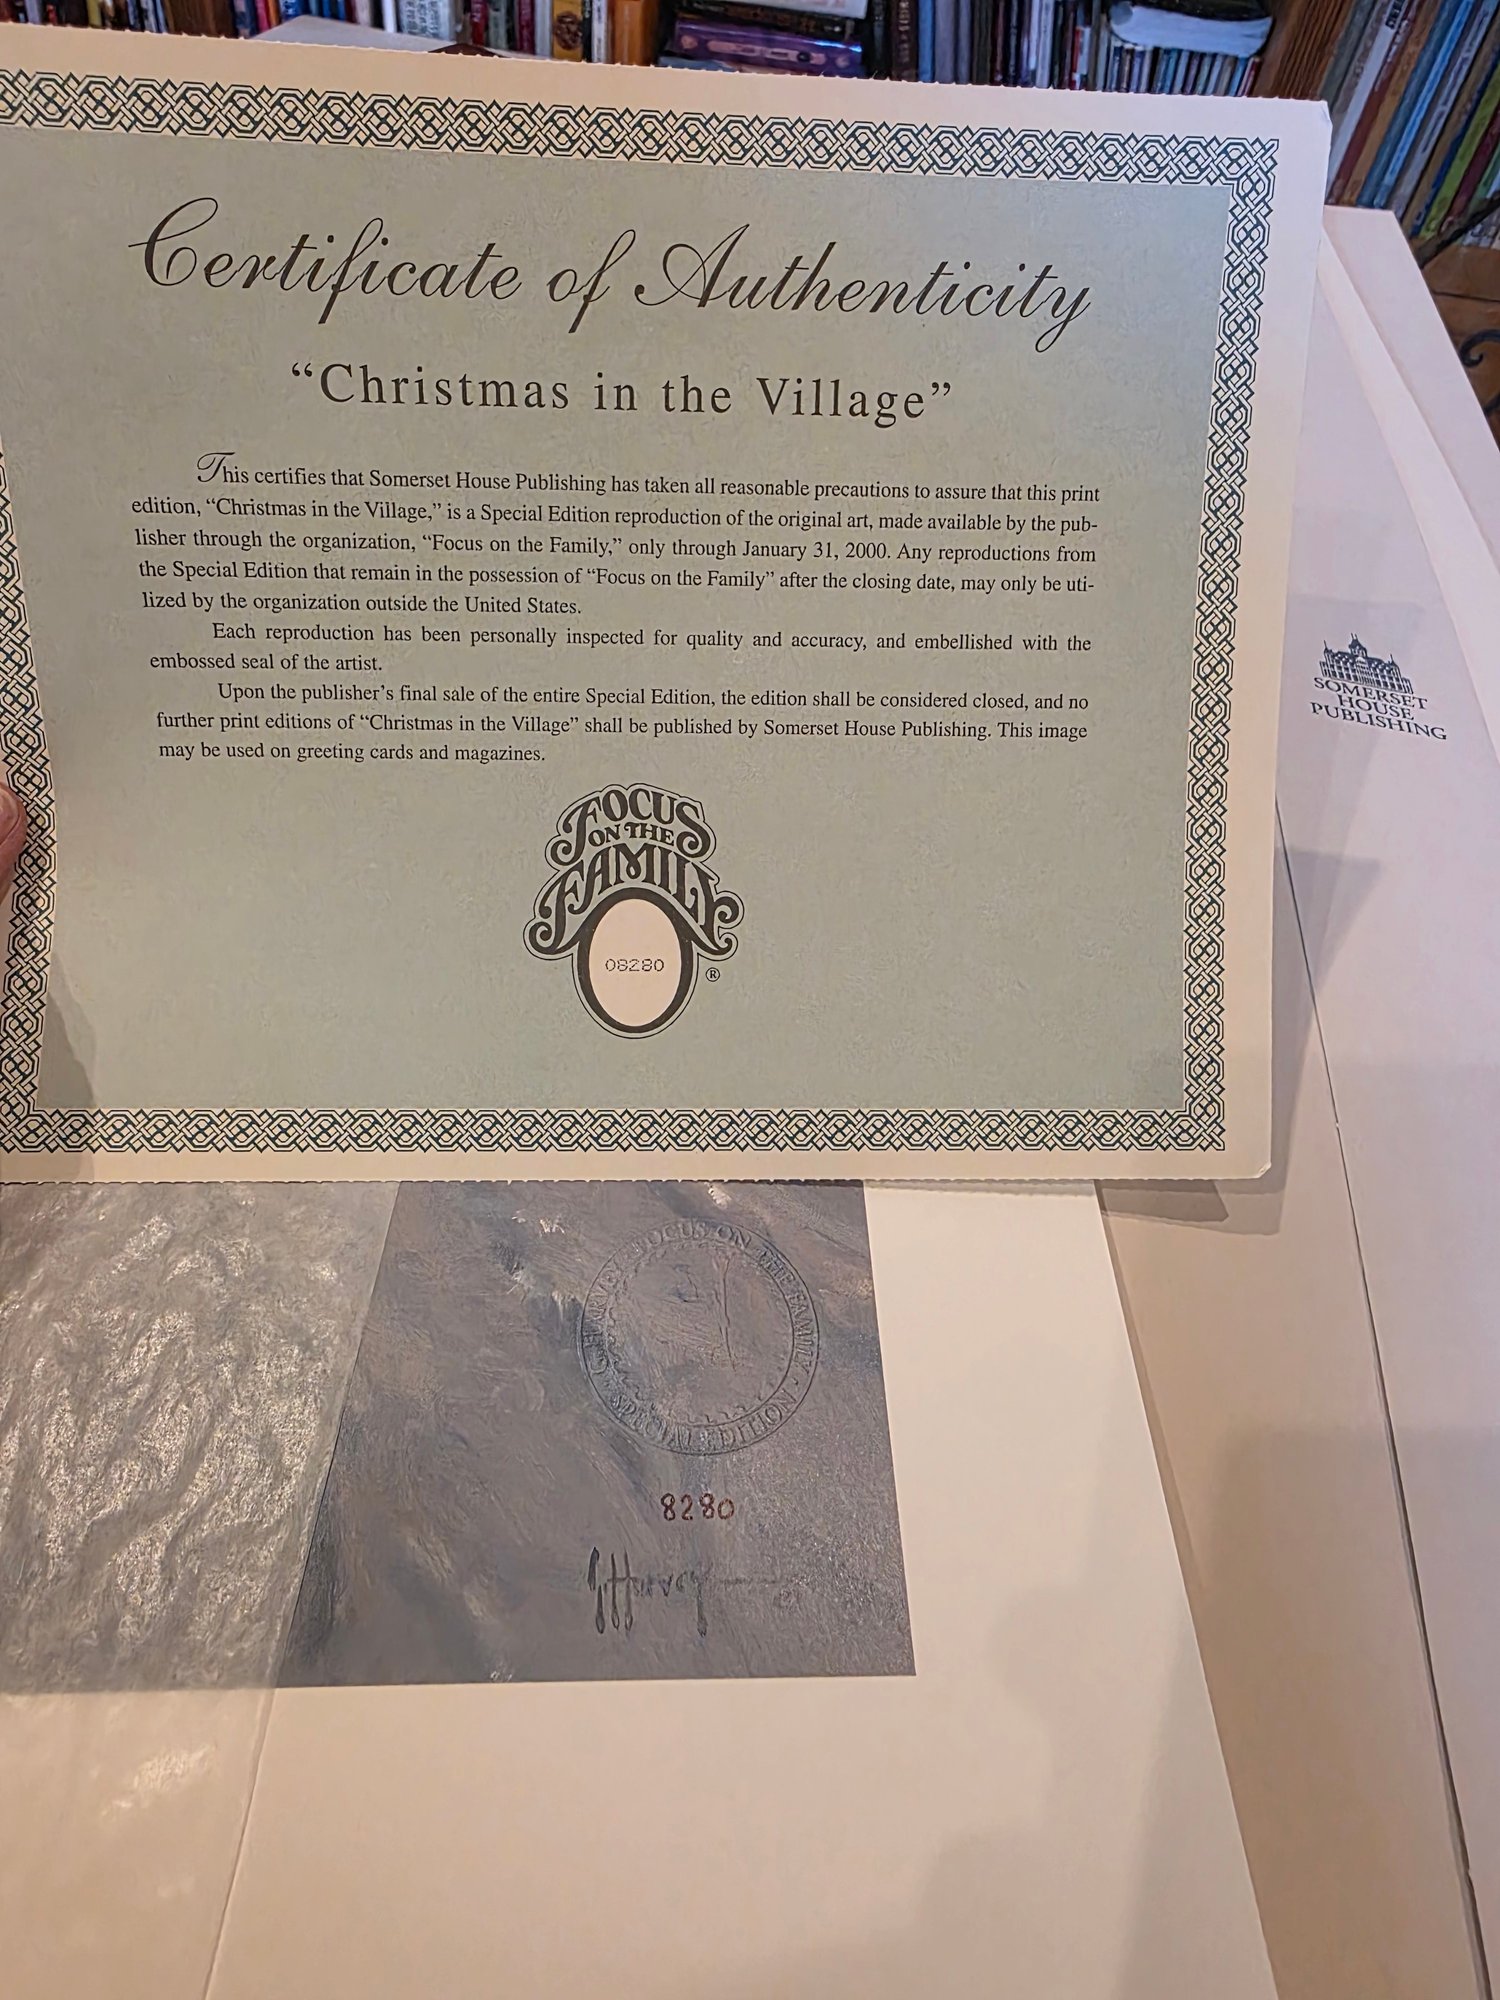 Certificate of Authenticity
“Christmas in the Village”
This certifies that Somerset House Publishing has taken all reasonable precautions to assure that this print
edition, “Christmas in the Village,” is a Special Edition reproduction of the original art, made available by the pub-
lisher through the organization, “Focus on the Family,” only through January 31, 2000. Any reproductions from
the Special Edition that remain in the possession of “Focus on the Family” after the closing date, may only be uti-
lized by the organization outside the United States.
Each reproduction has been personally inspected for quality and accuracy, and embellished with the
embossed seal of the artist.
Upon the publisher’s final sale of the entire Special Edition, the edition shall be considered closed, and no
further print editions of “Christmas in the Village” shall be published by Somerset House Publishing. This image
may be used on greeting cards and magazines.
FOCUS
ON THE
FAMILY
08280
®
SOMERSET
HOUSE
PUBLISHING
G. HARVEY · FOCUS ON THE FAMILY ·
SPECIAL EDITION
8280
G Harvey